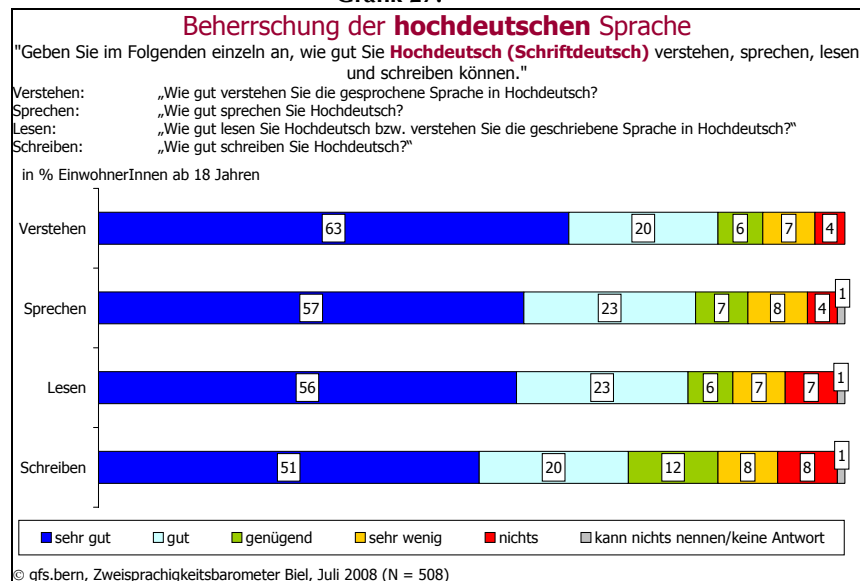 Beherrschung der hochdeutschen Sprache
"Geben Sie im Folgenden einzeln an, wie gut Sie Hochdeutsch (Schriftdeutsch) verstehen, sprechen, lesen
und schreiben können."
Verstehen: „Wie gut verstehen Sie die gesprochene Sprache in Hochdeutsch?
Sprechen: „Wie gut sprechen Sie Hochdeutsch?
Lesen: „Wie gut lesen Sie Hochdeutsch bzw. verstehen Sie die geschriebene Sprache in Hochdeutsch?"
Schreiben: „Wie gut schreiben Sie Hochdeutsch?"
in % EinwohnerInnen ab 18 Jahren
Verstehen 63 20 6 7 4
Sprechen 57 23 7 8 4 1
Lesen 56 23 6 7 7 1
Schreiben 51 20 12 8 8 1
sehr gut gut genügend sehr wenig nichts kann nichts nennen/keine Antwort
© gfs.bern, Zweisprachigkeitsbarometer Biel, Juli 2008 (N = 508)